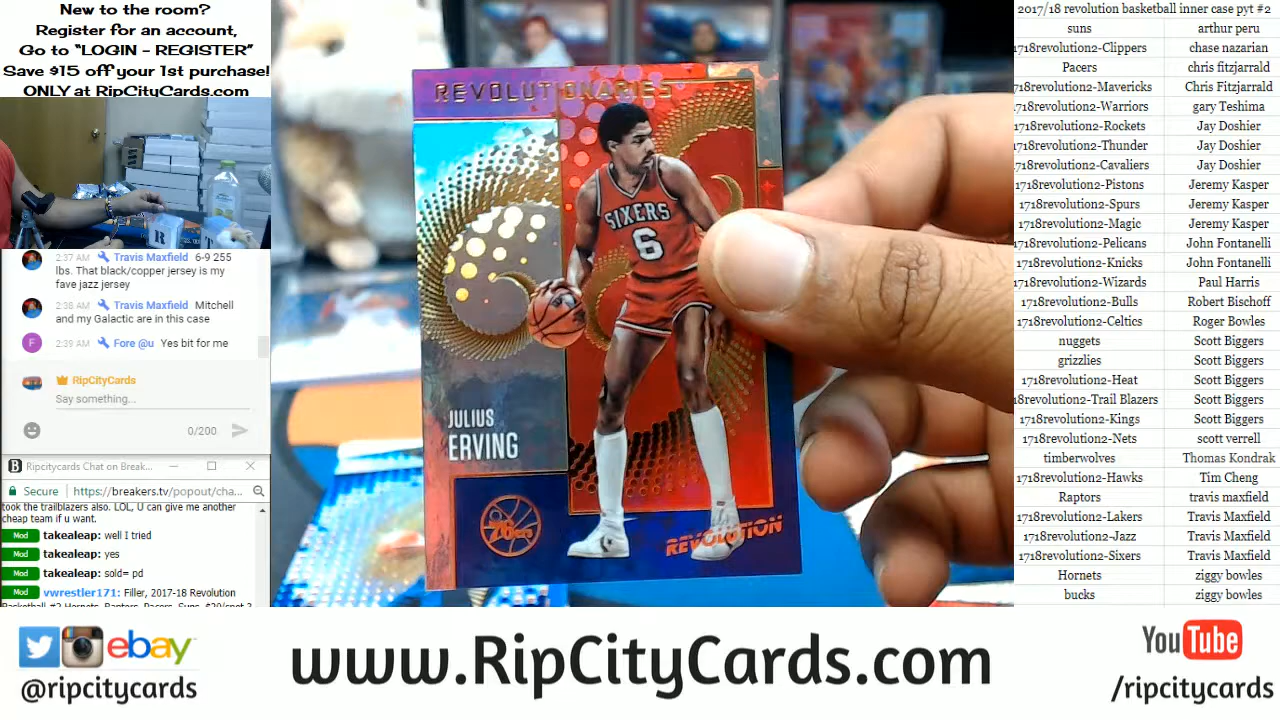 New to the room?
Register for an account,
Go to "LOGIN - REGISTER"
Save $15 off your 1st purchase!
ONLY at RipCityCards.com
2:37 AM Travis Maxfield 6-9 255
lbs. That black/copper jersey is my
fave jazz jersey
2:38 AM Travis Maxfield Mitchell
and my Galactic are in this case
F 2:39 AM Fore @u Yes bit for me
RipCityCards
Say something...
0/200
Ripcitycards Chat on Break...
Secure https://breakers.tv/popout/cha...
took the trailblazers also. LOL, U can give me another
cheap team if u want.
Mod takealeap: well I tried
Mod takealeap: yes
Mod takealeap: sold= pd
Mod vwrestler171: Filler, 2017-18 Revolution
Basketball #2 Hornets, Raptors, Pacers, Suns, $20/spot 3
REVOLUTIONARIES
SIXERS
6
JULIUS
ERVING
76ers
REVOLUTION
2017/18 revolution basketball inner case pyt #2
suns arthur peru
1718revolution2-Clippers chase nazarian
Pacers chris fitzjarrald
1718revolution2-Mavericks Chris Fitzjarrald
1718revolution2-Warriors gary Teshima
1718revolution2-Rockets Jay Doshier
1718revolution2-Thunder Jay Doshier
1718revolution2-Cavaliers Jay Doshier
1718revolution2-Pistons Jeremy Kasper
1718revolution2-Spurs Jeremy Kasper
1718revolution2-Magic Jeremy Kasper
1718revolution2-Pelicans John Fontanelli
1718revolution2-Knicks John Fontanelli
1718revolution2-Wizards Paul Harris
1718revolution2-Bulls Robert Bischoff
1718revolution2-Celtics Roger Bowles
nuggets Scott Biggers
grizzlies Scott Biggers
1718revolution2-Heat Scott Biggers
18revolution2-Trail Blazers Scott Biggers
1718revolution2-Kings Scott Biggers
1718revolution2-Nets scott verrell
timberwolves Thomas Kondrak
1718revolution2-Hawks Tim Cheng
Raptors travis maxfield
1718revolution2-Lakers Travis Maxfield
1718revolution2-Jazz Travis Maxfield
1718revolution2-Sixers Travis Maxfield
Hornets ziggy bowles
bucks ziggy bowles
ebay
@ripcitycards
www.RipCityCards.com
YouTube
/ripcitycards